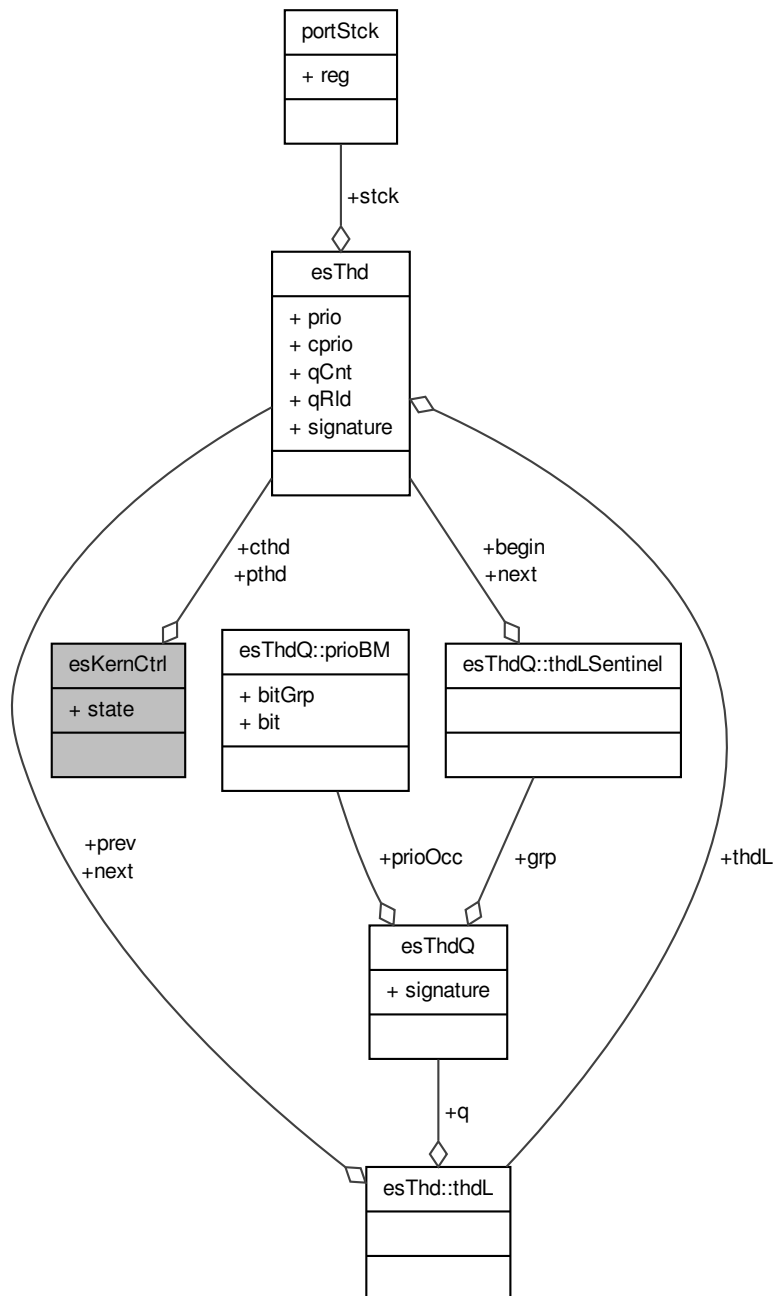 portStck
+ reg
+stck
esThd
+ prio
+ cprio
+ qCnt
+ qRld
+ signature
+cthd
+pthd
+begin
+next
esKernCtrl
+ state
esThdQ::prioBM
+ bitGrp
+ bit
esThdQ::thdLSentinel
+prev
+next
+prioOcc
+grp
+thdL
esThdQ
+ signature
+q
esThd::thdL